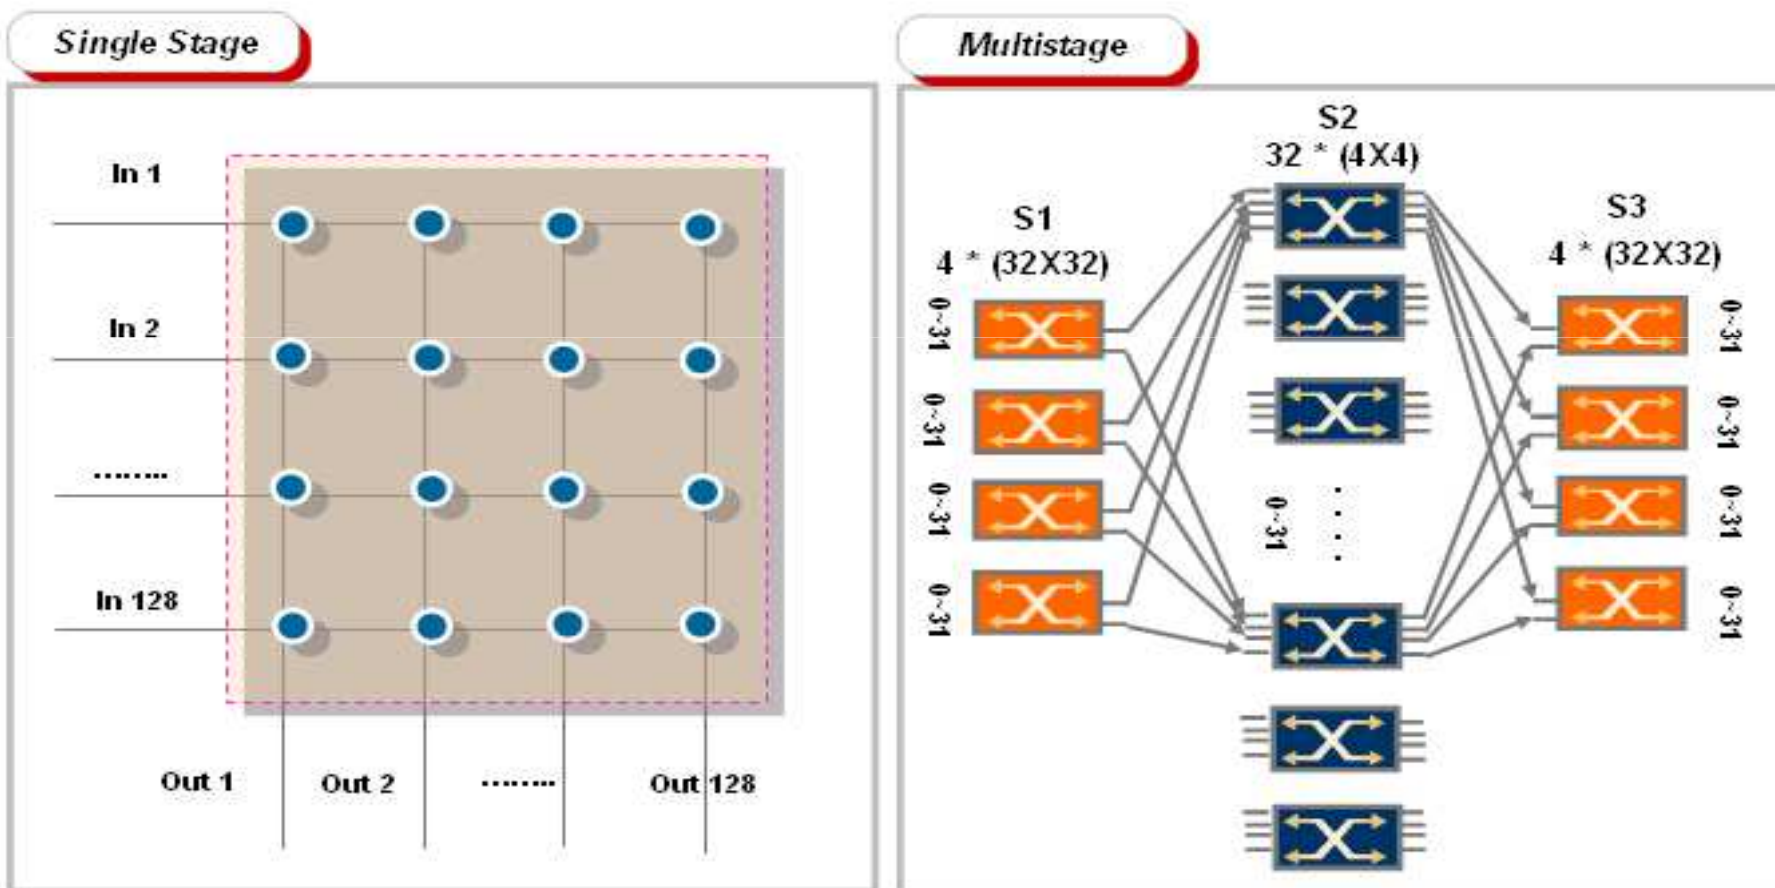 Single Stage
In 1
In 2
........
In 128
Out 1
Out 2
........
Out 128
Multistage
S2
32 * (4X4)
S1
4 * (32X32)
S3
4 * (32X32)
0~31
0~31
0~31
0~31
0~31
0~31
0~31
0~31
0~31